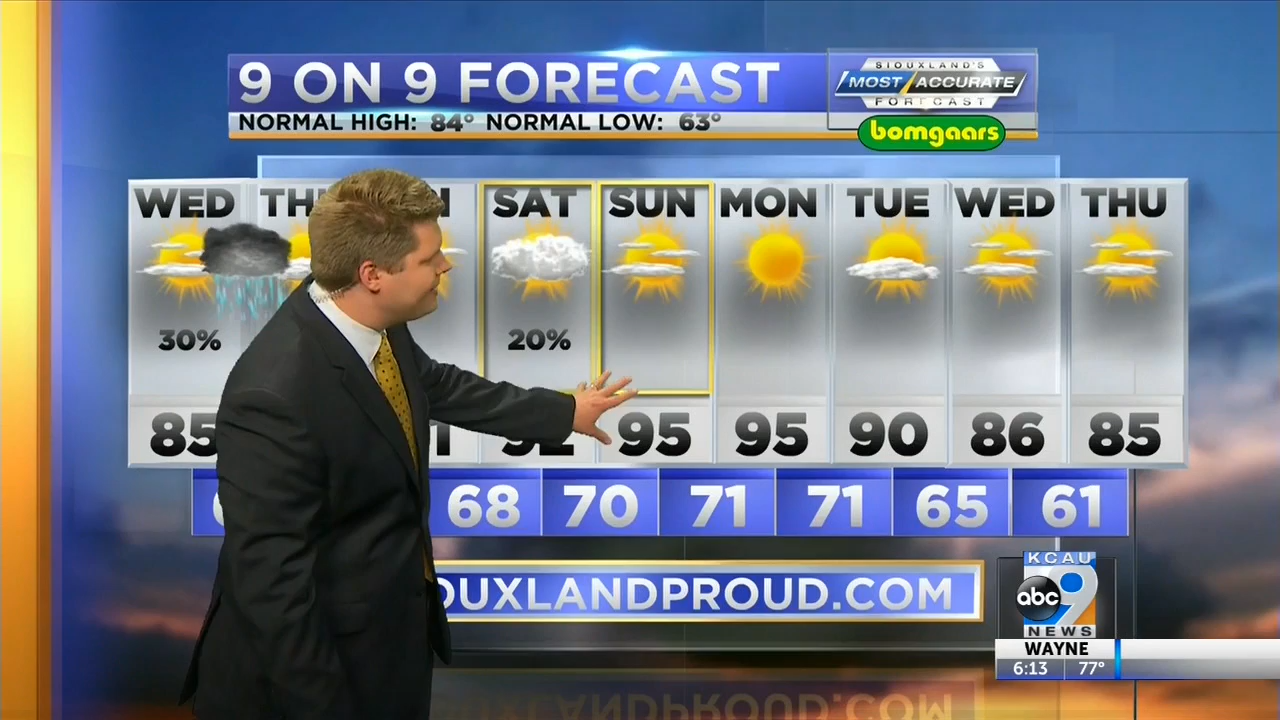 9 ON 9 FORECAST
SIOUXLAND'S
MOST ACCURATE
FORECAST
bomgaars
NORMAL HIGH: 84° NORMAL LOW: 63°
WED SAT SUN MON TUE WED THU
30% 20%
85 92 95 95 90 86 85
68 70 71 71 65 61
OUXLANDPROUD.COM
KCAU
abc 9
NEWS
WAYNE
6:13 77°